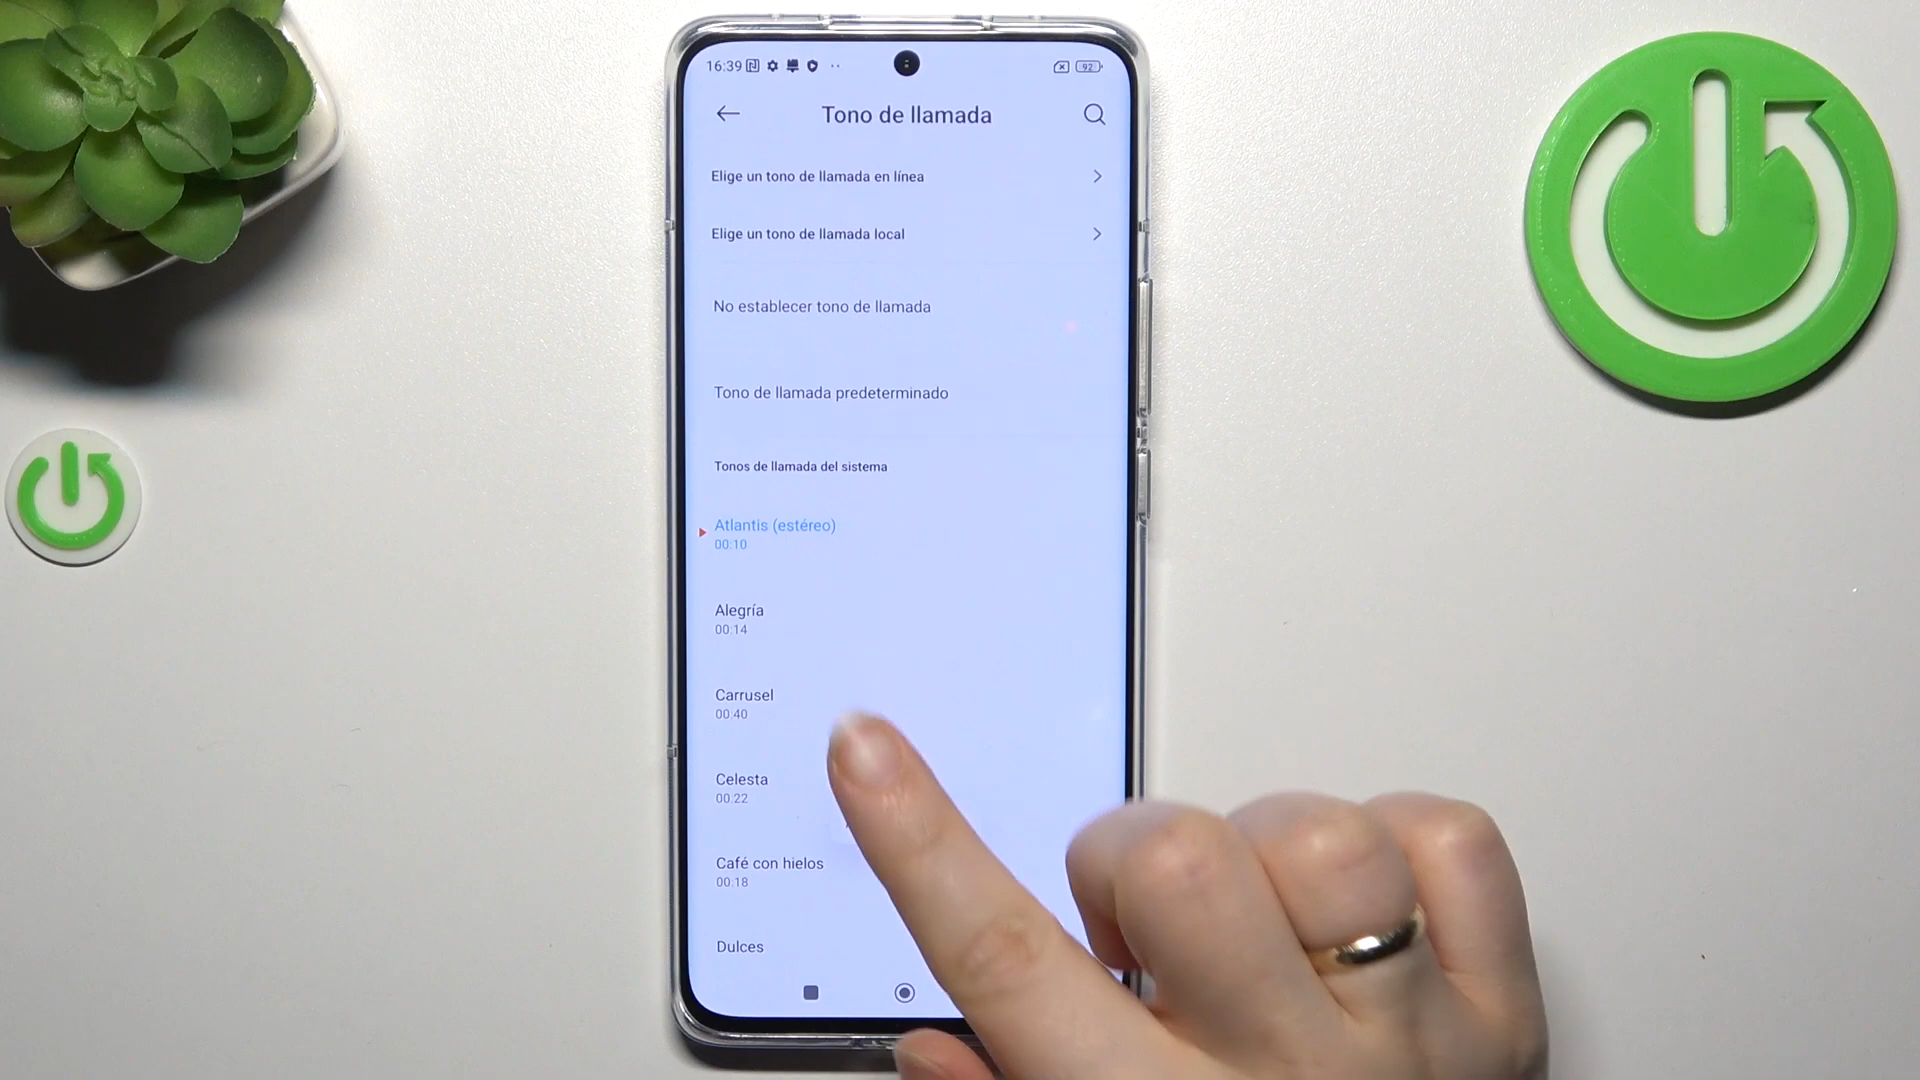 16:39
92
Tono de llamada
Elige un tono de llamada en línea
Elige un tono de llamada local
No establecer tono de llamada
Tono de llamada predeterminado
Tonos de llamada del sistema
Atlantis (estéreo)
00:10
Alegría
00:14
Carrusel
00:40
Celesta
00:22
Café con hielos
00:18
Dulces